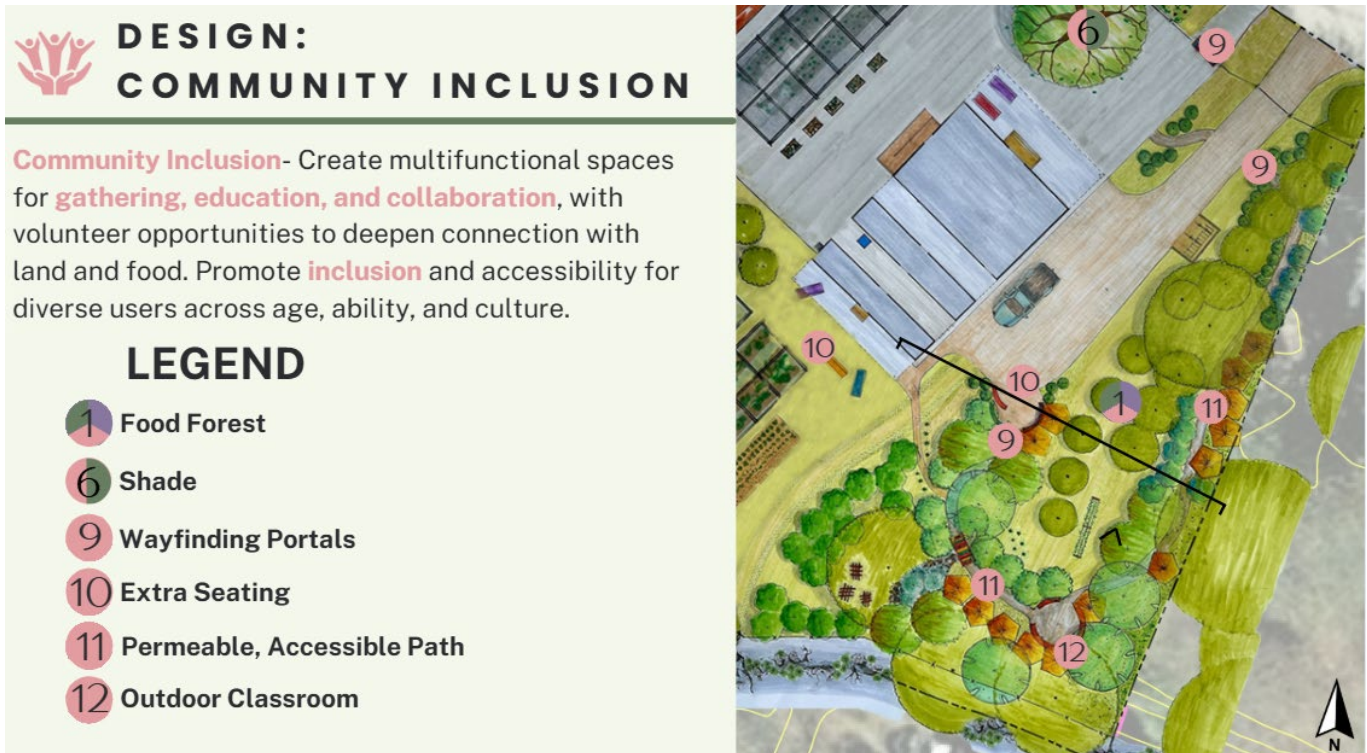 DESIGN:
COMMUNITY INCLUSION
Community Inclusion- Create multifunctional spaces
for gathering, education, and collaboration, with
volunteer opportunities to deepen connection with
land and food. Promote inclusion and accessibility for
diverse users across age, ability, and culture.
LEGEND
1 Food Forest
6 Shade
9 Wayfinding Portals
10 Extra Seating
11 Permeable, Accessible Path
12 Outdoor Classroom
6
9
9
10
10
1
11
9
11
12
N